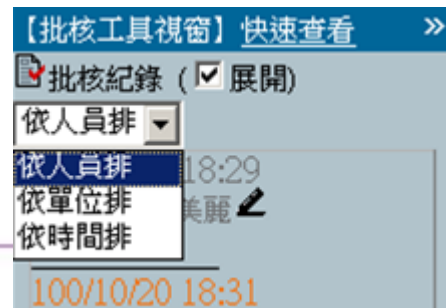 【批核工具視窗】快速查看 »
批核紀錄 (☑展開)
依人員排
依人員排 18:29
依單位排 美麗
依時間排
100/10/20 18:31